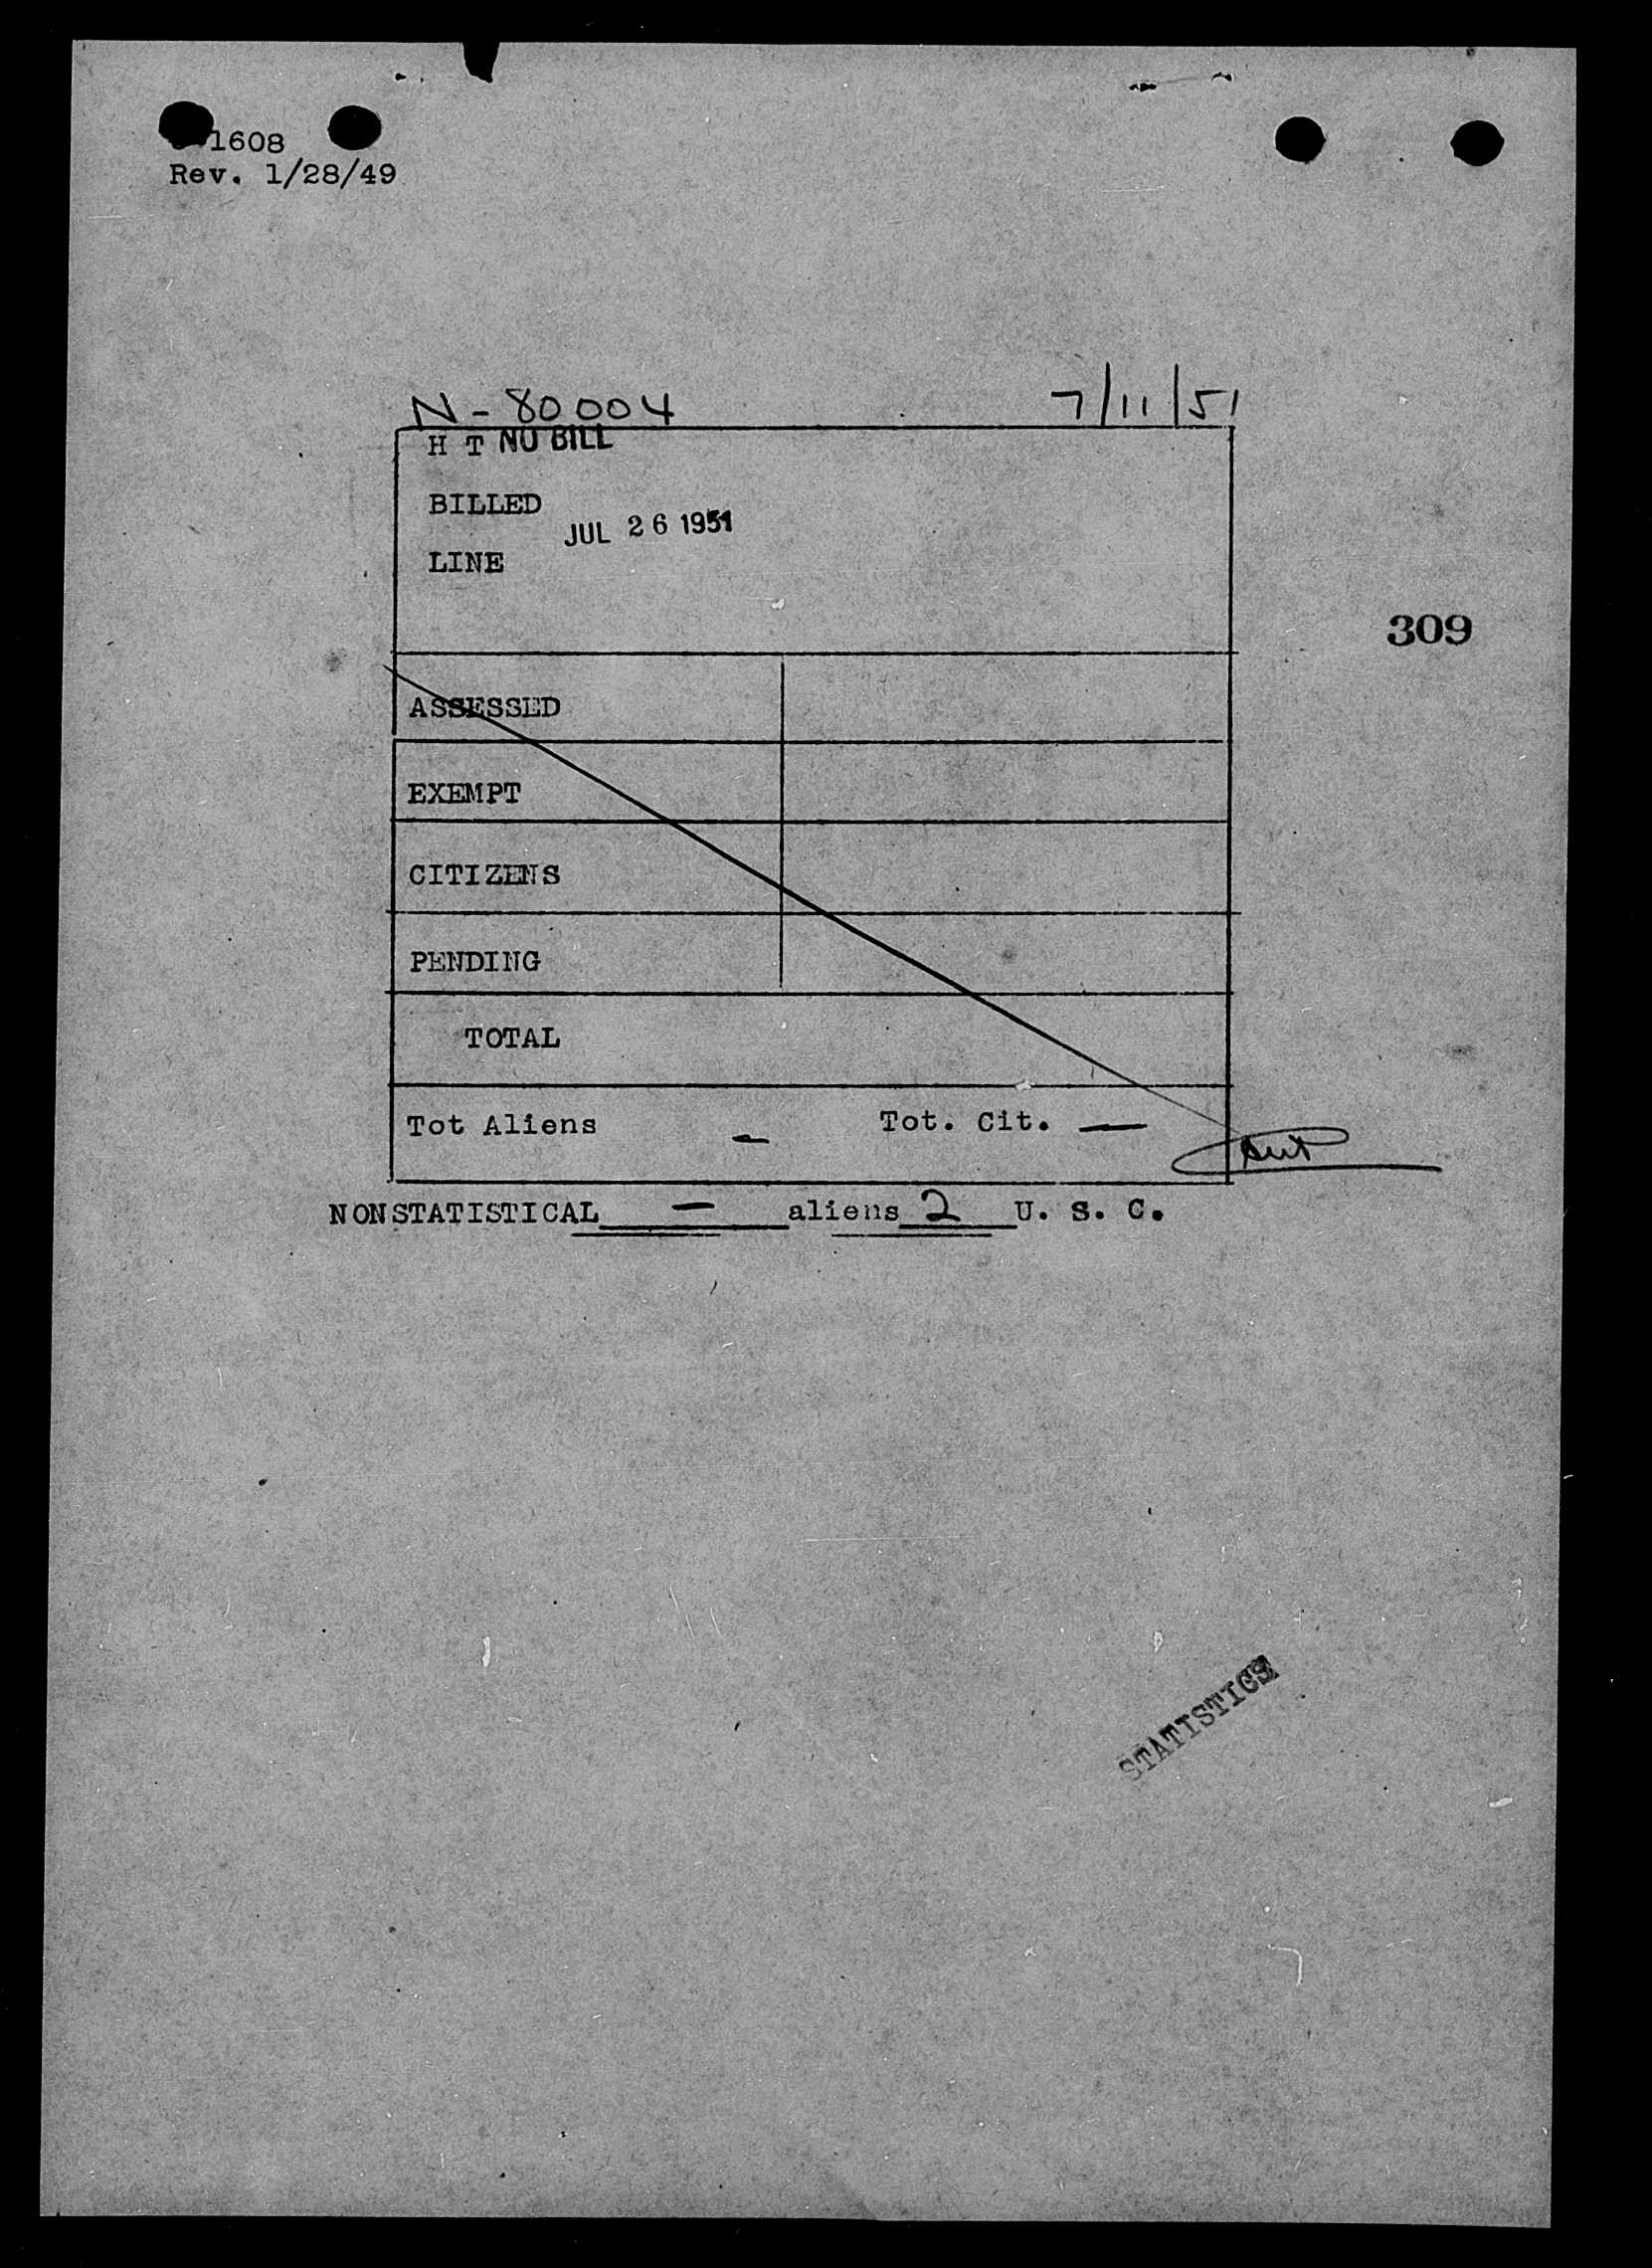 1608
Rev. 1/28/49
N - 80004 7/11/51
H T NO BILL
BILLED
JUL 26 1951
LINE
309
ASSESSED
EXEMPT
CITIZENS
PENDING
TOTAL
Tot Aliens - Tot. Cit. -
NONSTATISTICAL - aliens 2 U. S. C.
STATISTICS